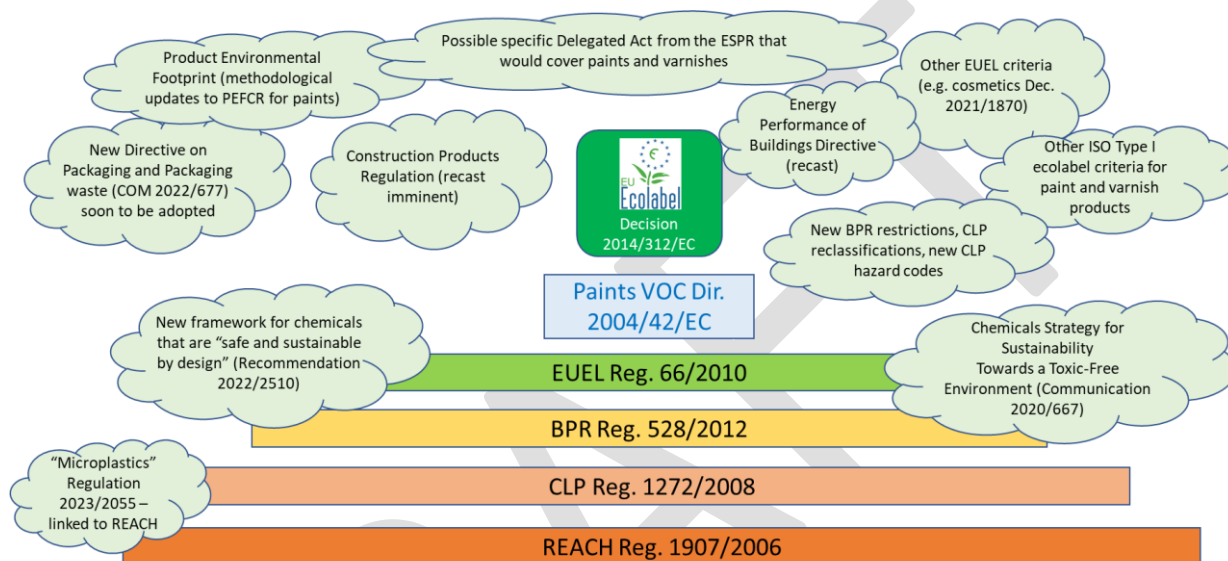 Possible specific Delegated Act from the ESPR that
would cover paints and varnishes
Product Environmental
Footprint (methodological
updates to PEFCR for paints)
Other EUEL criteria
(e.g. cosmetics Dec.
2021/1870)
Energy
Performance of
Buildings Directive
(recast)
New Directive on
Packaging and Packaging
waste (COM 2022/677)
soon to be adopted
Construction Products
Regulation (recast
imminent)
EU
Ecolabel
Decision
2014/312/EC
Other ISO Type I
ecolabel criteria for
paint and varnish
products
New BPR restrictions, CLP
reclassifications, new CLP
hazard codes
Paints VOC Dir.
2004/42/EC
New framework for chemicals
that are “safe and sustainable
by design” (Recommendation
2022/2510)
Chemicals Strategy for
Sustainability
Towards a Toxic-Free
Environment (Communication
2020/667)
EUEL Reg. 66/2010
BPR Reg. 528/2012
“Microplastics”
Regulation
2023/2055 –
linked to REACH
CLP Reg. 1272/2008
REACH Reg. 1907/2006